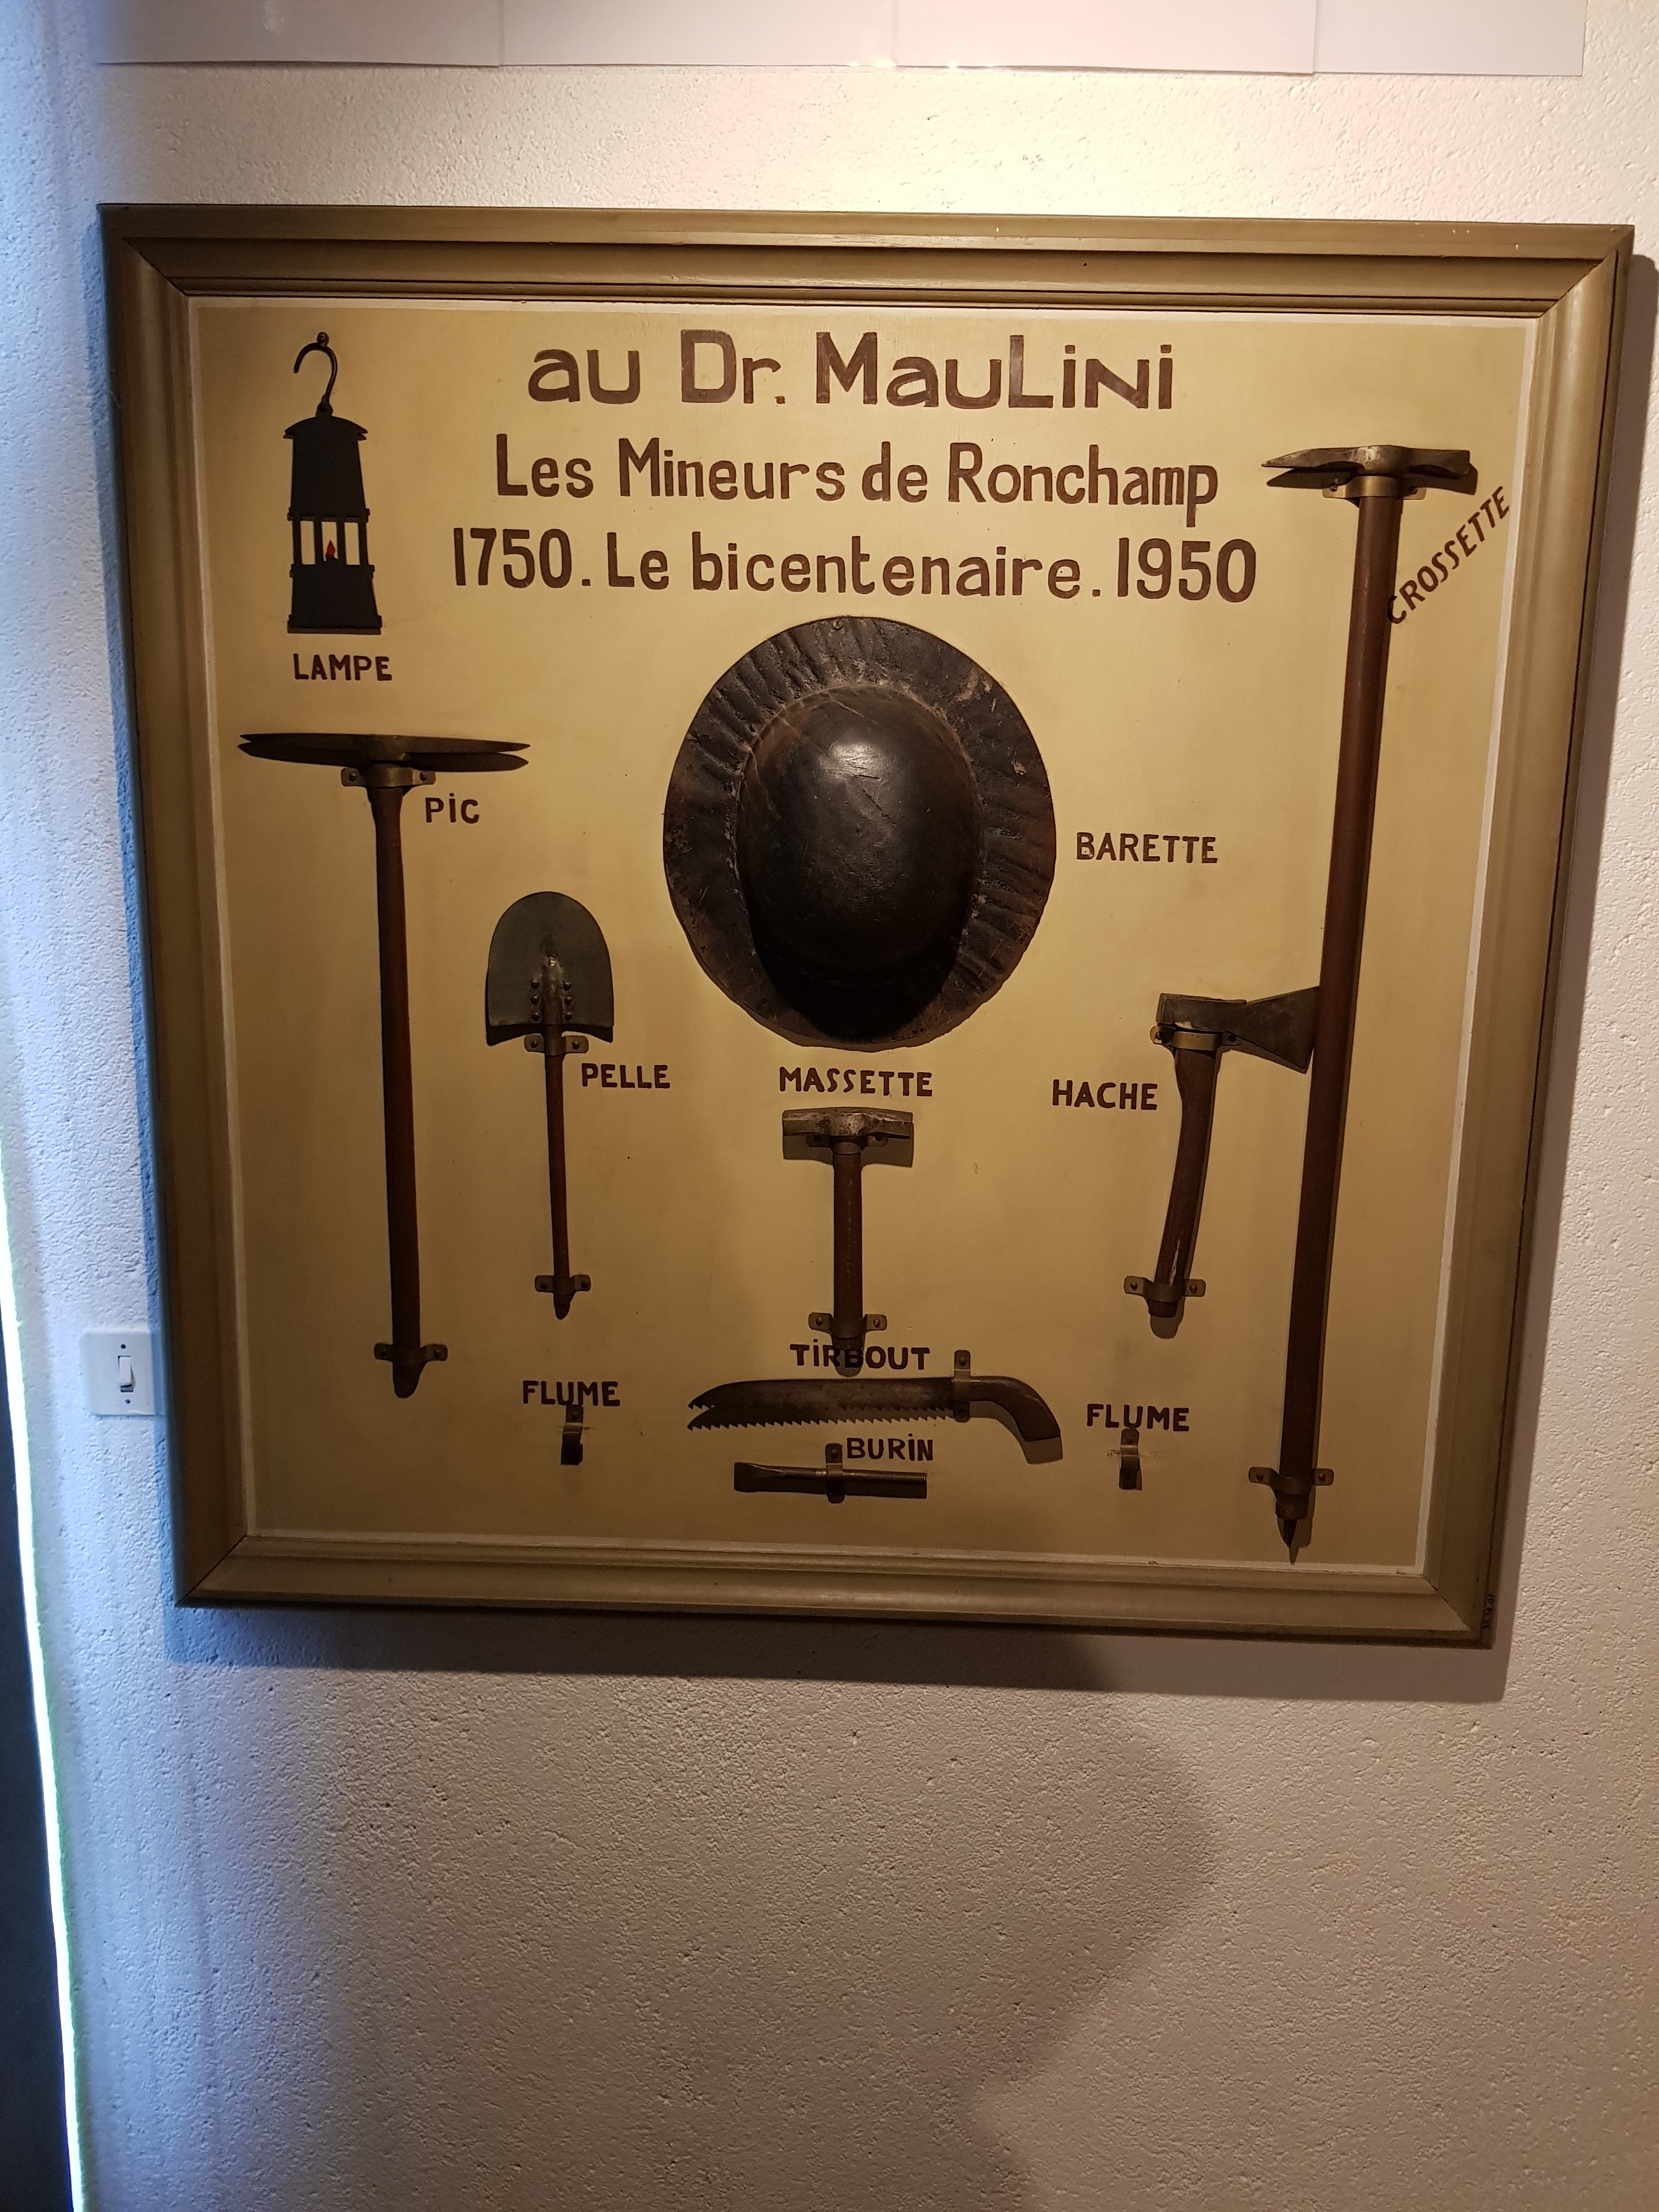 au Dr. MauLiNi
Les Mineurs de Ronchamp
1750. Le bicentenaire. 1950
CROSSETTE
LAMPE
PiC
BARETTE
PELLE
MASSETTE
HACHE
TiRBOUT
FLUME
FLUME
BURiN